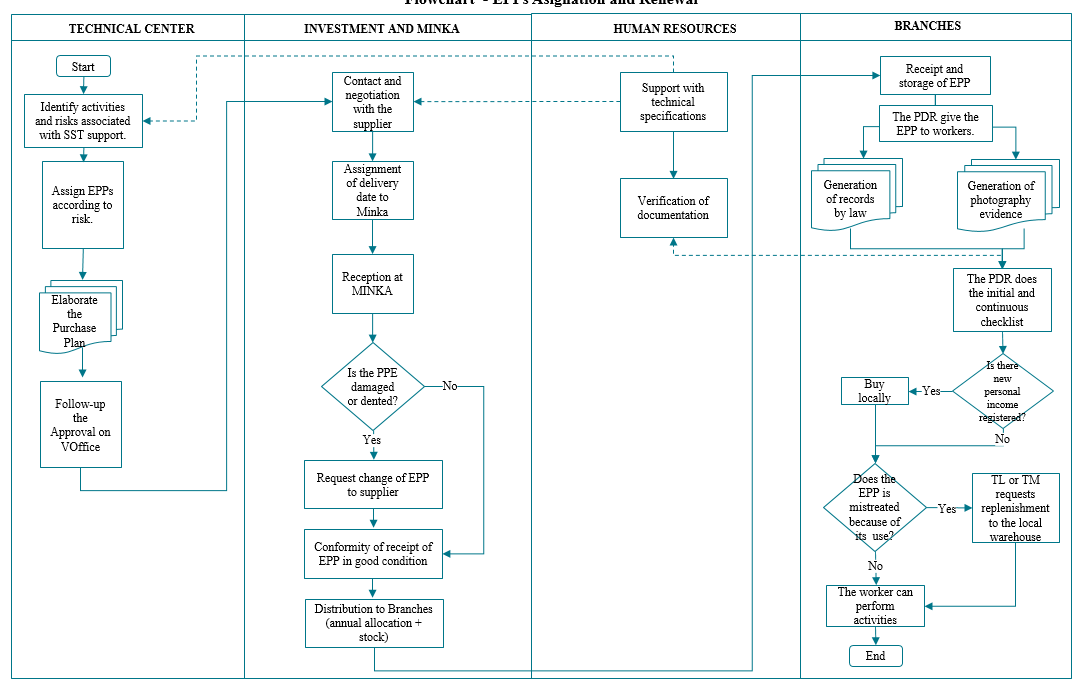 Flowchart - EPPs Asignation and Renewal
TECHNICAL CENTER
INVESTMENT AND MINKA
HUMAN RESOURCES
BRANCHES
Start
Identify activities
and risks associated
with SST support.
Assign EPPs
according to
risk.
Elaborate
the
Purchase
Plan
Follow-up
the
Approval on
VOffice
Contact and
negotiation
with the
supplier
Assignment
of delivery
date to
Minka
Reception at
MINKA
Is the PPE
damaged
or dented?
No
Yes
Request change of EPP
to supplier
Conformity of receipt of
EPP in good condition
Distribution to Branches
(annual allocation +
stock)
Support with
technical
specifications
Verification of
documentation
Receipt and
storage of EPP
The PDR give the
EPP to workers.
Generation
of records
by law
Generation of
photography
evidence
The PDR does
the initial and
continuous
checklist
Is there
new
personal
income
registered?
Yes
Buy
locally
No
Does the
EPP is
mistreated
because of
its use?
Yes
TL or TM
requests
replenishment
to the local
warehouse
No
The worker can
perform
activities
End